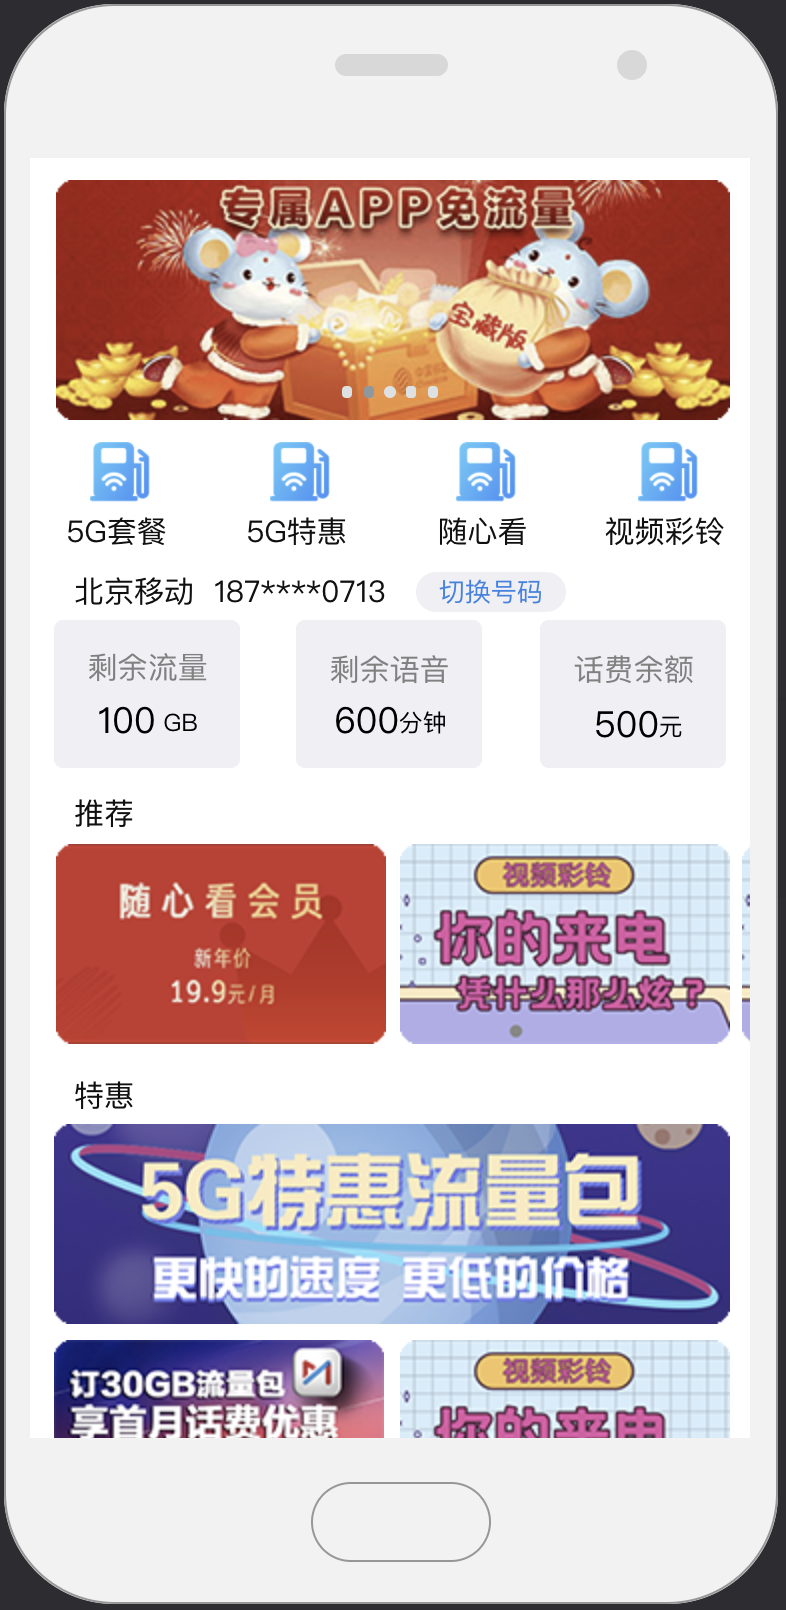 专属APP免流量
宝藏版
5G套餐 5G特惠 随心看 视频彩铃
北京移动 187****0713 切换号码
剩余流量 剩余语音 话费余额
100 GB 600分钟 500元
推荐
随心看会员
新年价
19.9元/月
视频彩铃
你的来电
凭什么那么炫？
特惠
5G特惠流量包
更快的速度 更低的价格
订30GB流量包
享首月话费优惠
视频彩铃
你的来电